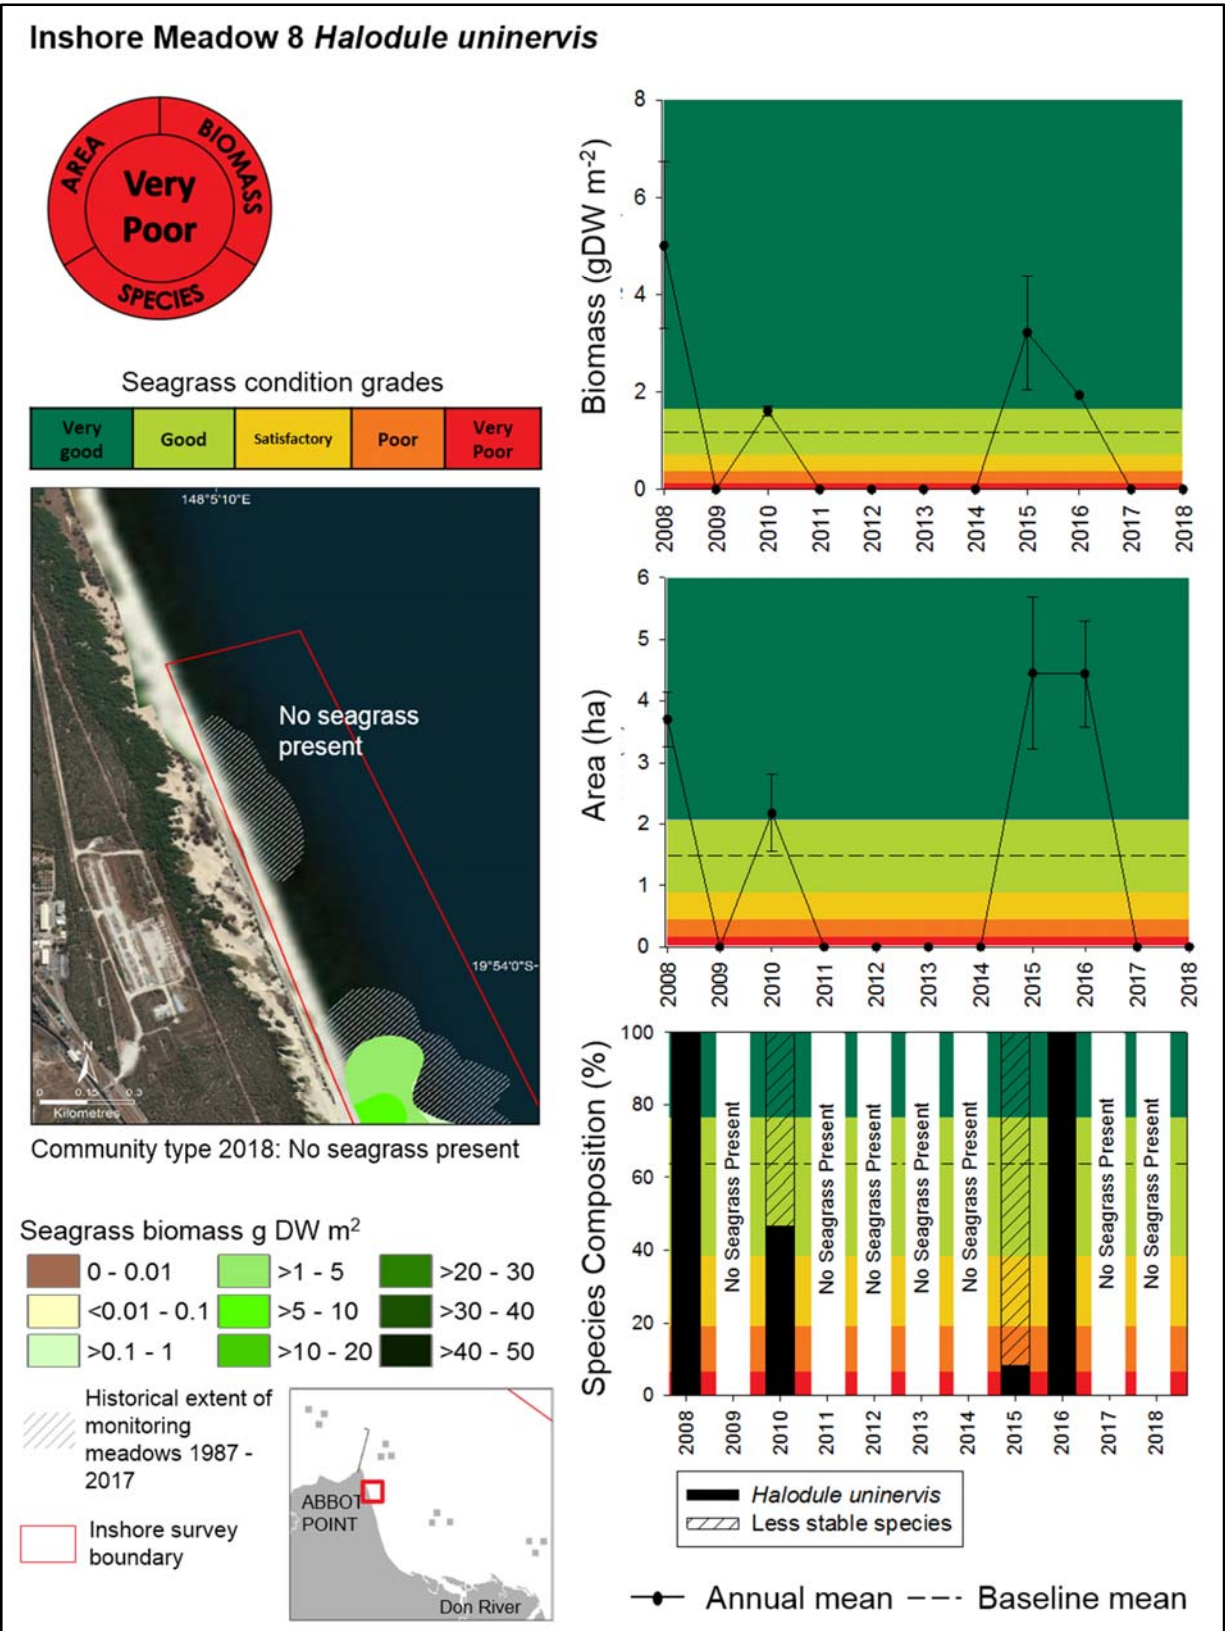 Inshore Meadow 8 Halodule uninervis
AREA
BIOMASS
SPECIES
Very
Poor
Seagrass condition grades
Very
good
Good
Satisfactory
Poor
Very
Poor
148°5'10"E
No seagrass
present
19°54'0"S
N
0 0.15 0.3
Kilometres
Community type 2018: No seagrass present
Seagrass biomass g DW m²
0 - 0.01
>1 - 5
>20 - 30
<0.01 - 0.1
>5 - 10
>30 - 40
>0.1 - 1
>10 - 20
>40 - 50
Historical extent of
monitoring
meadows 1987 -
2017
Inshore survey
boundary
ABBOT
POINT
Don River
Biomass (gDW m⁻²)
8
6
4
2
0
2008 2009 2010 2011 2012 2013 2014 2015 2016 2017 2018
Area (ha)
6
5
4
3
2
1
0
2008 2009 2010 2011 2012 2013 2014 2015 2016 2017 2018
Species Composition (%)
100
80
60
40
20
0
No Seagrass Present
No Seagrass Present
No Seagrass Present
No Seagrass Present
No Seagrass Present
No Seagrass Present
No Seagrass Present
2008 2009 2010 2011 2012 2013 2014 2015 2016 2017 2018
Halodule uninervis
Less stable species
Annual mean
Baseline mean